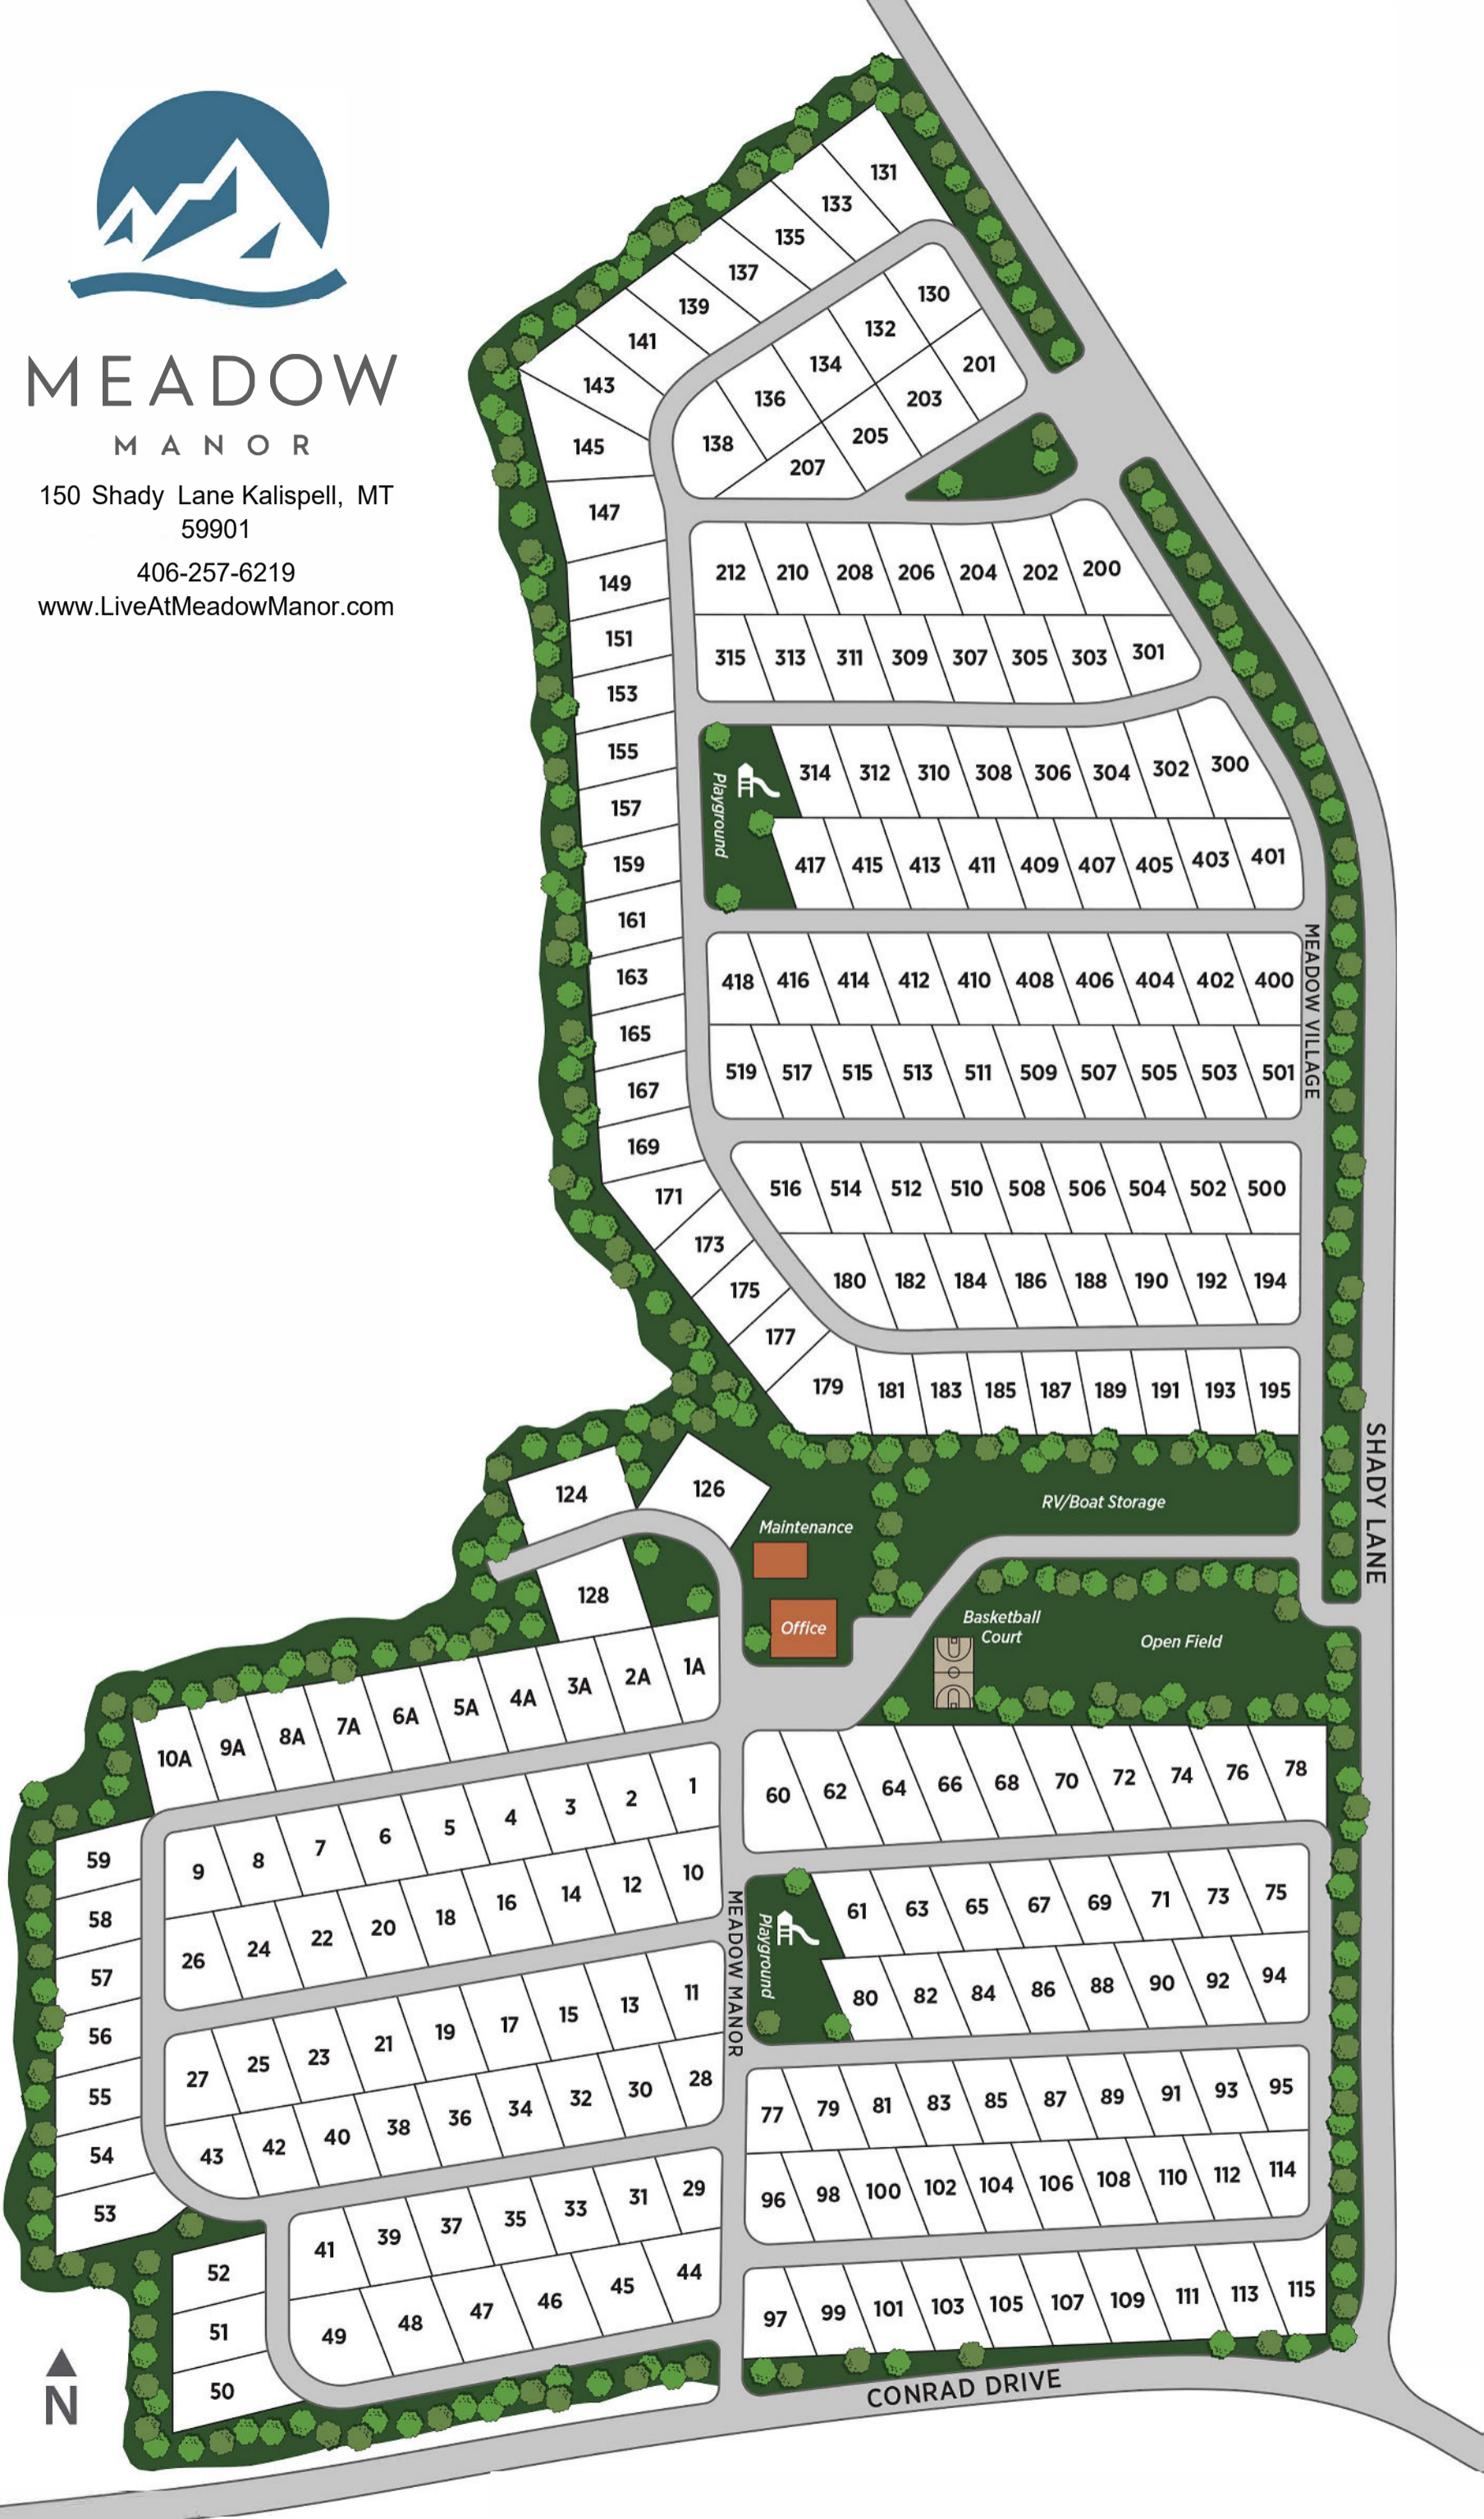 MEADOW
MANOR
150 Shady Lane Kalispell, MT
59901
406-257-6219
www.LiveAtMeadowManor.com
131
133
135
137
139
141
143
145
147
149
151
153
155
157
159
161
163
165
167
169
171
173
175
177
179 181 183 185 187 189 191 193 195
130
132
134
136
138
201
203
205
207
212 210 208 206 204 202 200
315 313 311 309 307 305 303 301
Playground
314 312 310 308 306 304 302 300
417 415 413 411 409 407 405 403 401
418 416 414 412 410 408 406 404 402 400
519 517 515 513 511 509 507 505 503 501
MEADOW VILLAGE
516 514 512 510 508 506 504 502 500
180 182 184 186 188 190 192 194
SHADY LANE
RV/Boat Storage
124
126
128
Maintenance
Office
Basketball
Court
Open Field
10A 9A 8A 7A 6A 5A 4A 3A 2A 1A
9 8 7 6 5 4 3 2 1
26 24 22 20 18 16 14 12 10
27 25 23 21 19 17 15 13 11
43 42 40 38 36 34 32 30 28
41 39 37 35 33 31 29
49 48 47 46 45 44
59
58
57
56
55
54
53
52
51
50
MEADOW MANOR
60 62 64 66 68 70 72 74 76 78
Playground
61 63 65 67 69 71 73 75
80 82 84 86 88 90 92 94
77 79 81 83 85 87 89 91 93 95
96 98 100 102 104 106 108 110 112 114
97 99 101 103 105 107 109 111 113 115
CONRAD DRIVE
N